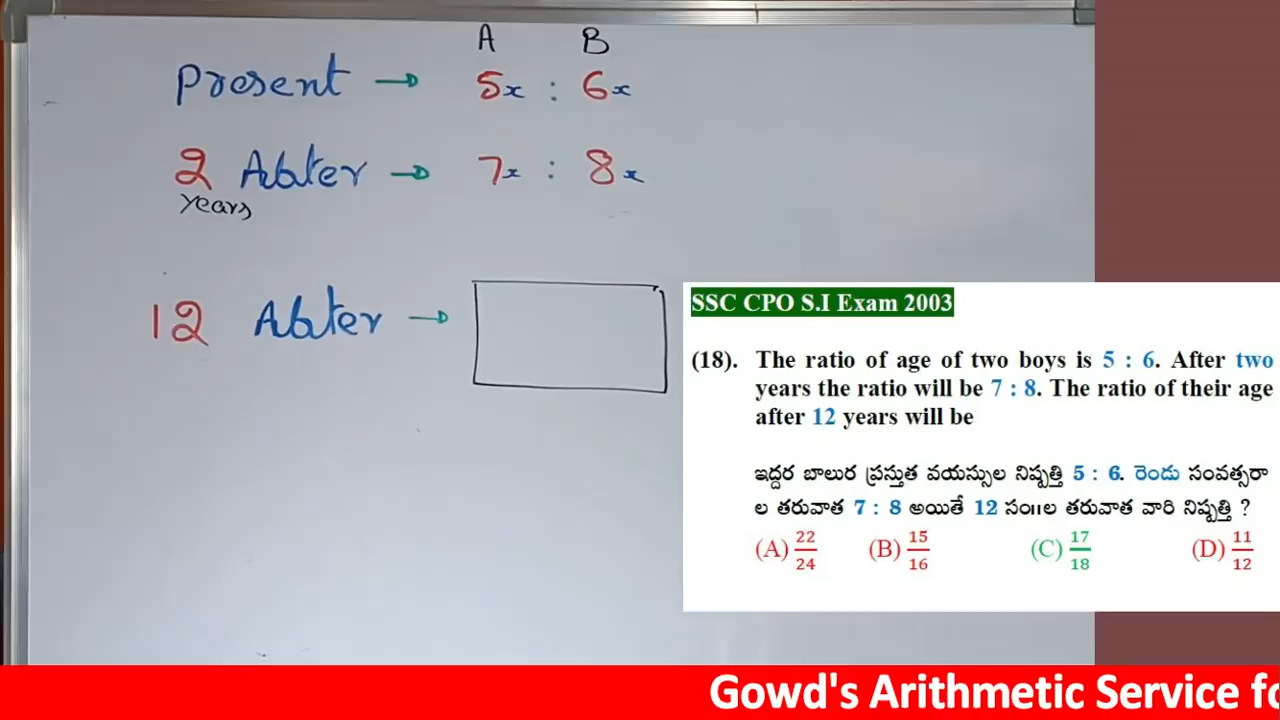 A B
Present → 5x : 6x
2 After → 7x : 8x
years
12 After →
SSC CPO S.I Exam 2003
(18). The ratio of age of two boys is 5 : 6. After two
years the ratio will be 7 : 8. The ratio of their age
after 12 years will be
ఇద్దర బాలుర ప్రస్తుత వయస్సుల నిష్పత్తి 5 : 6. రెండు సంవత్సరా
ల తరువాత 7 : 8 అయితే 12 సం॥ల తరువాత వారి నిష్పత్తి ?
(A) 22/24 (B) 15/16 (C) 17/18 (D) 11/12
Gowd's Arithmetic Service fo